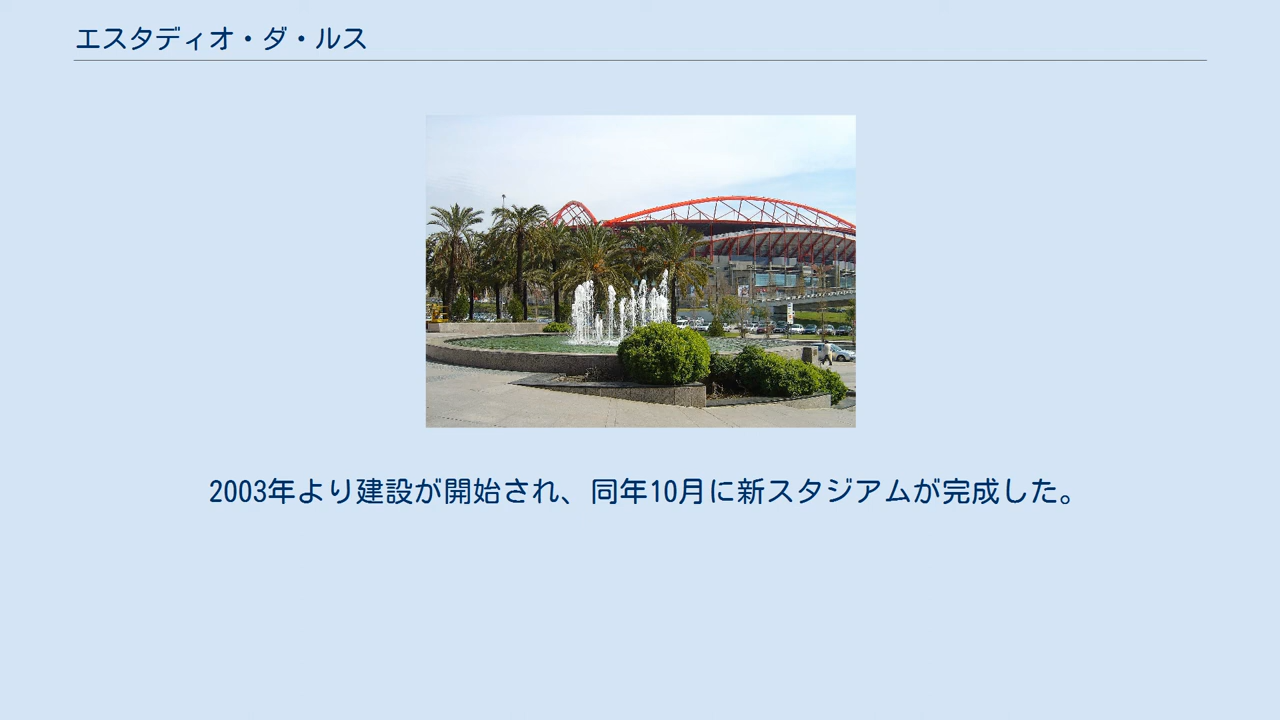 エスタディオ・ダ・ルス
2003年より建設が開始され、同年10月に新スタジアムが完成した。